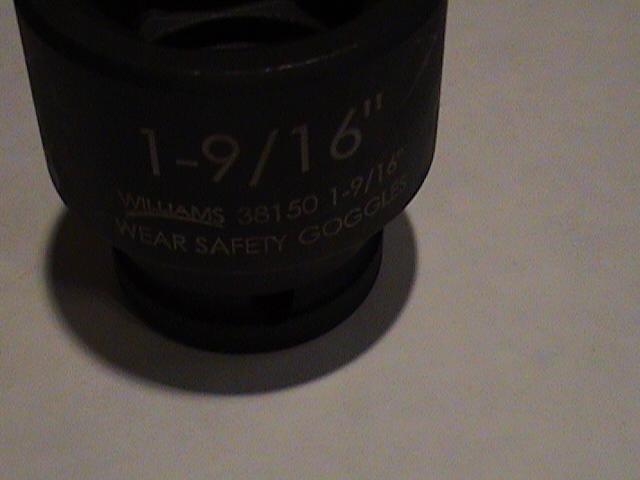 1-9/16"
WILLIAMS 38150 1-9/16"
WEAR SAFETY GOGGLES